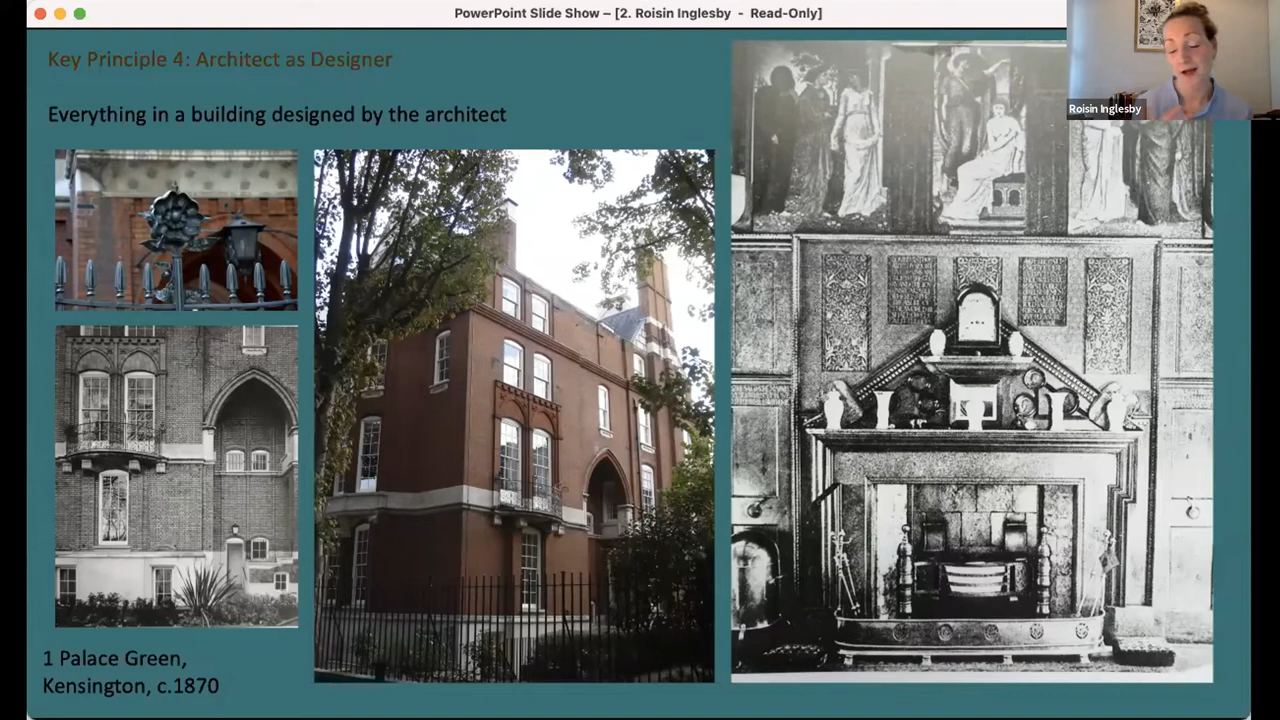 PowerPoint Slide Show – [2. Roisin Inglesby - Read-Only]
Roisin Inglesby
Key Principle 4: Architect as Designer
Everything in a building designed by the architect
1 Palace Green,
Kensington, c.1870